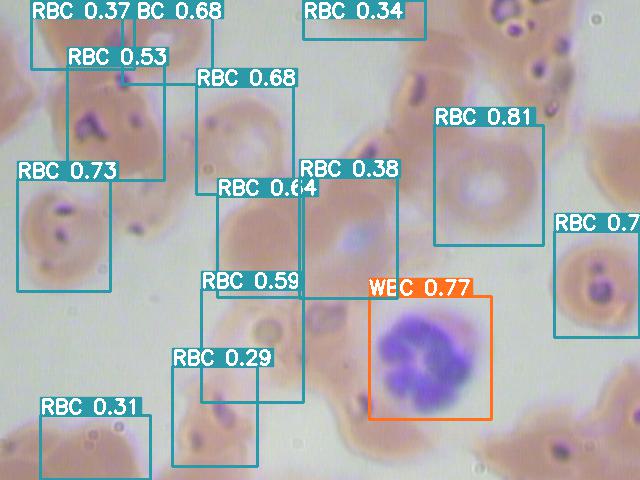 RBC 0.37
BC 0.68
RBC 0.34
RBC 0.53
RBC 0.68
RBC 0.81
RBC 0.73
RBC 0.38
RBC 0.64
RBC 0.7
RBC 0.59
WBC 0.77
RBC 0.29
RBC 0.31